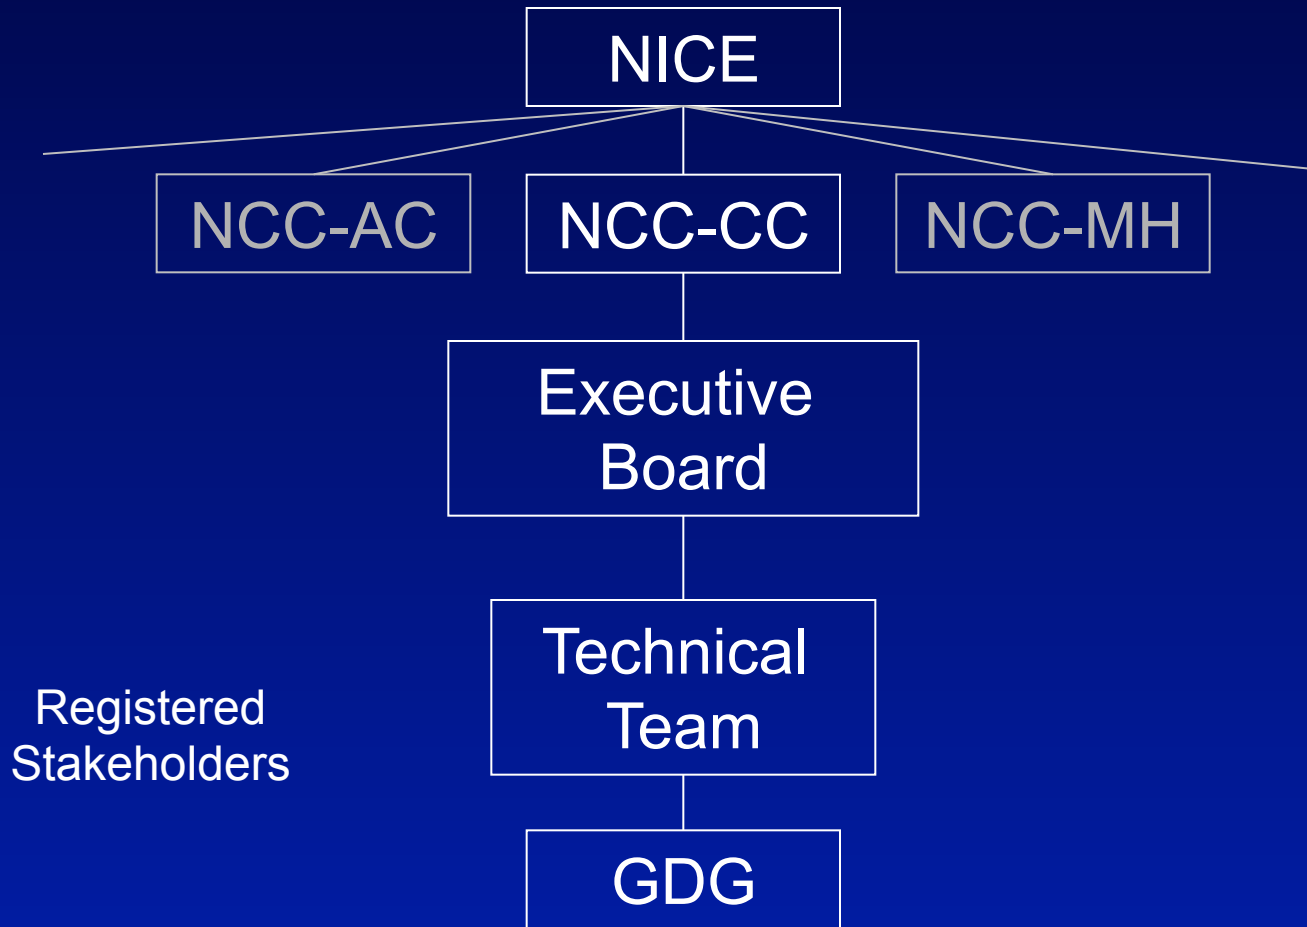 NICE
NCC-AC
NCC-CC
NCC-MH
Executive
Board
Technical
Team
Registered
Stakeholders
GDG